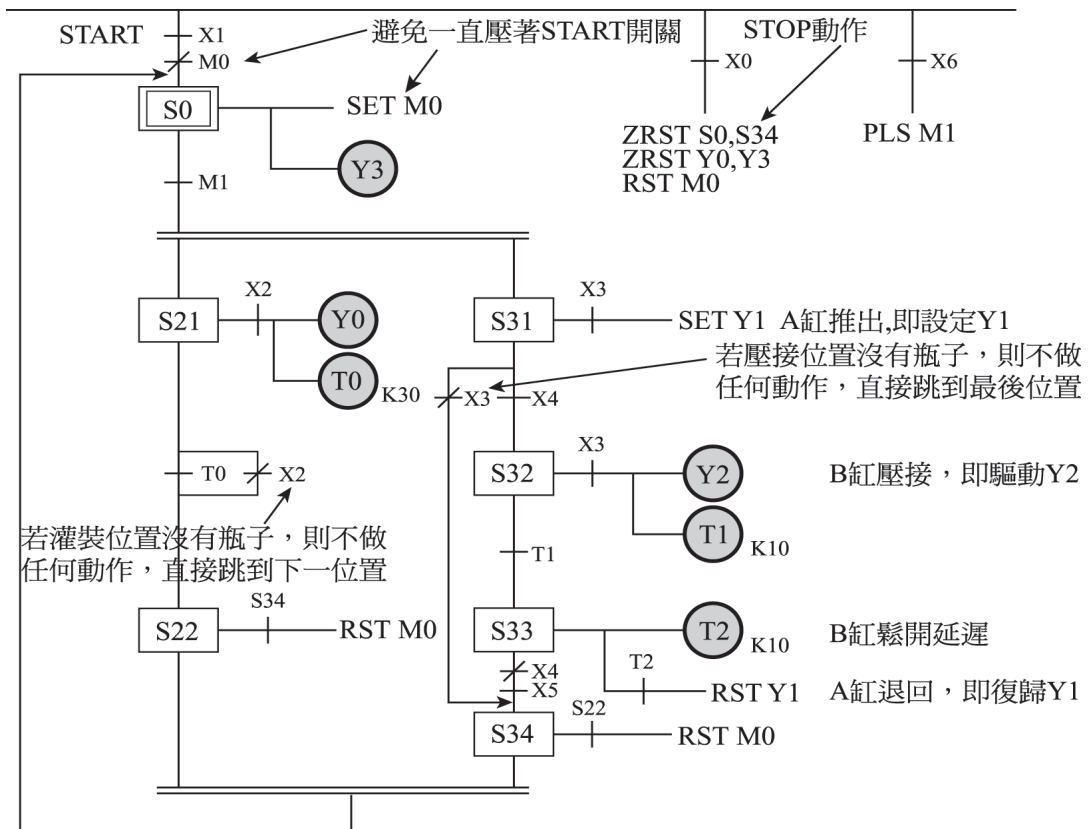 START
X1
避免一直壓著START開關
STOP動作
M0
X0
X6
S0
SET M0
ZRST S0,S34
ZRST Y0,Y3
RST M0
PLS M1
Y3
M1
S21
X2
Y0
T0
K30
S31
X3
SET Y1 A缸推出,即設定Y1
若壓接位置沒有瓶子，則不做
任何動作，直接跳到最後位置
X3
X4
T0
X2
S32
X3
Y2
B缸壓接，即驅動Y2
T1
K10
若灌裝位置沒有瓶子，則不做
任何動作，直接跳到下一位置
T1
S22
S34
RST M0
S33
T2
K10
B缸鬆開延遲
X4
X5
T2
RST Y1
A缸退回，即復歸Y1
S34
S22
RST M0